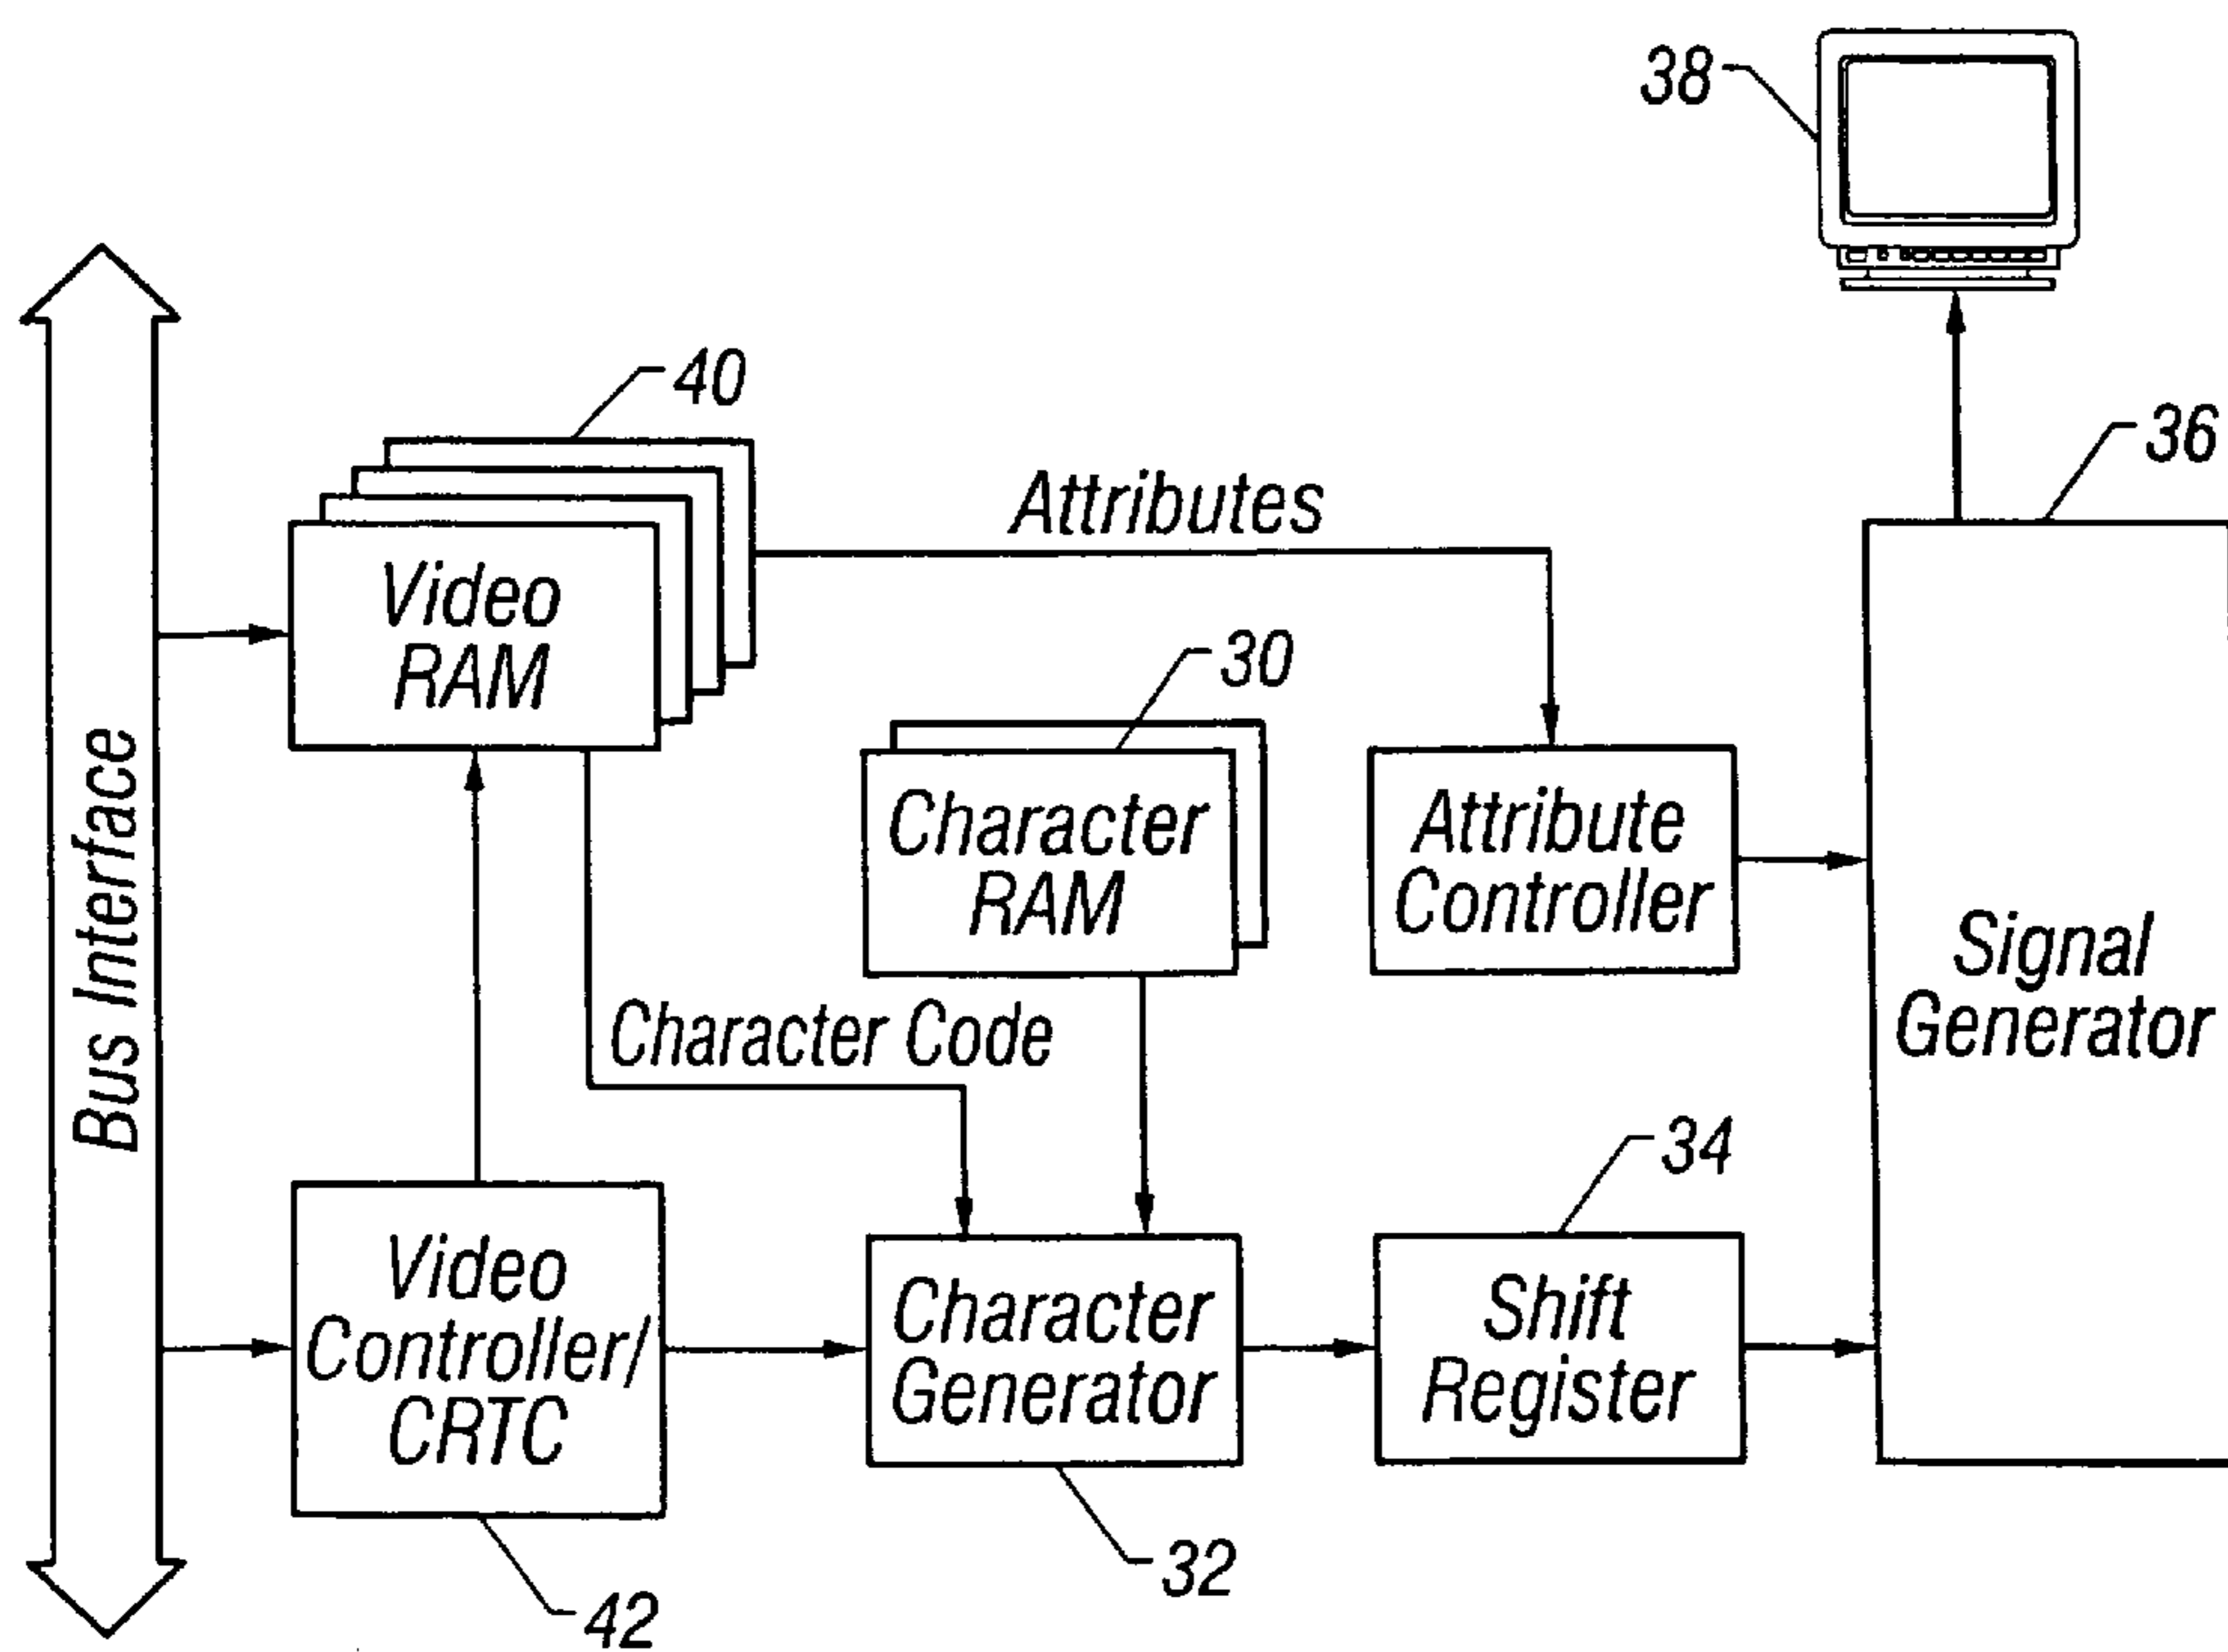 38
36
40
Attributes
Video
RAM
30
Character
RAM
Attribute
Controller
Bus Interface
Signal
Generator
Character Code
34
Video
Controller/
CRTC
Character
Generator
Shift
Register
32
42